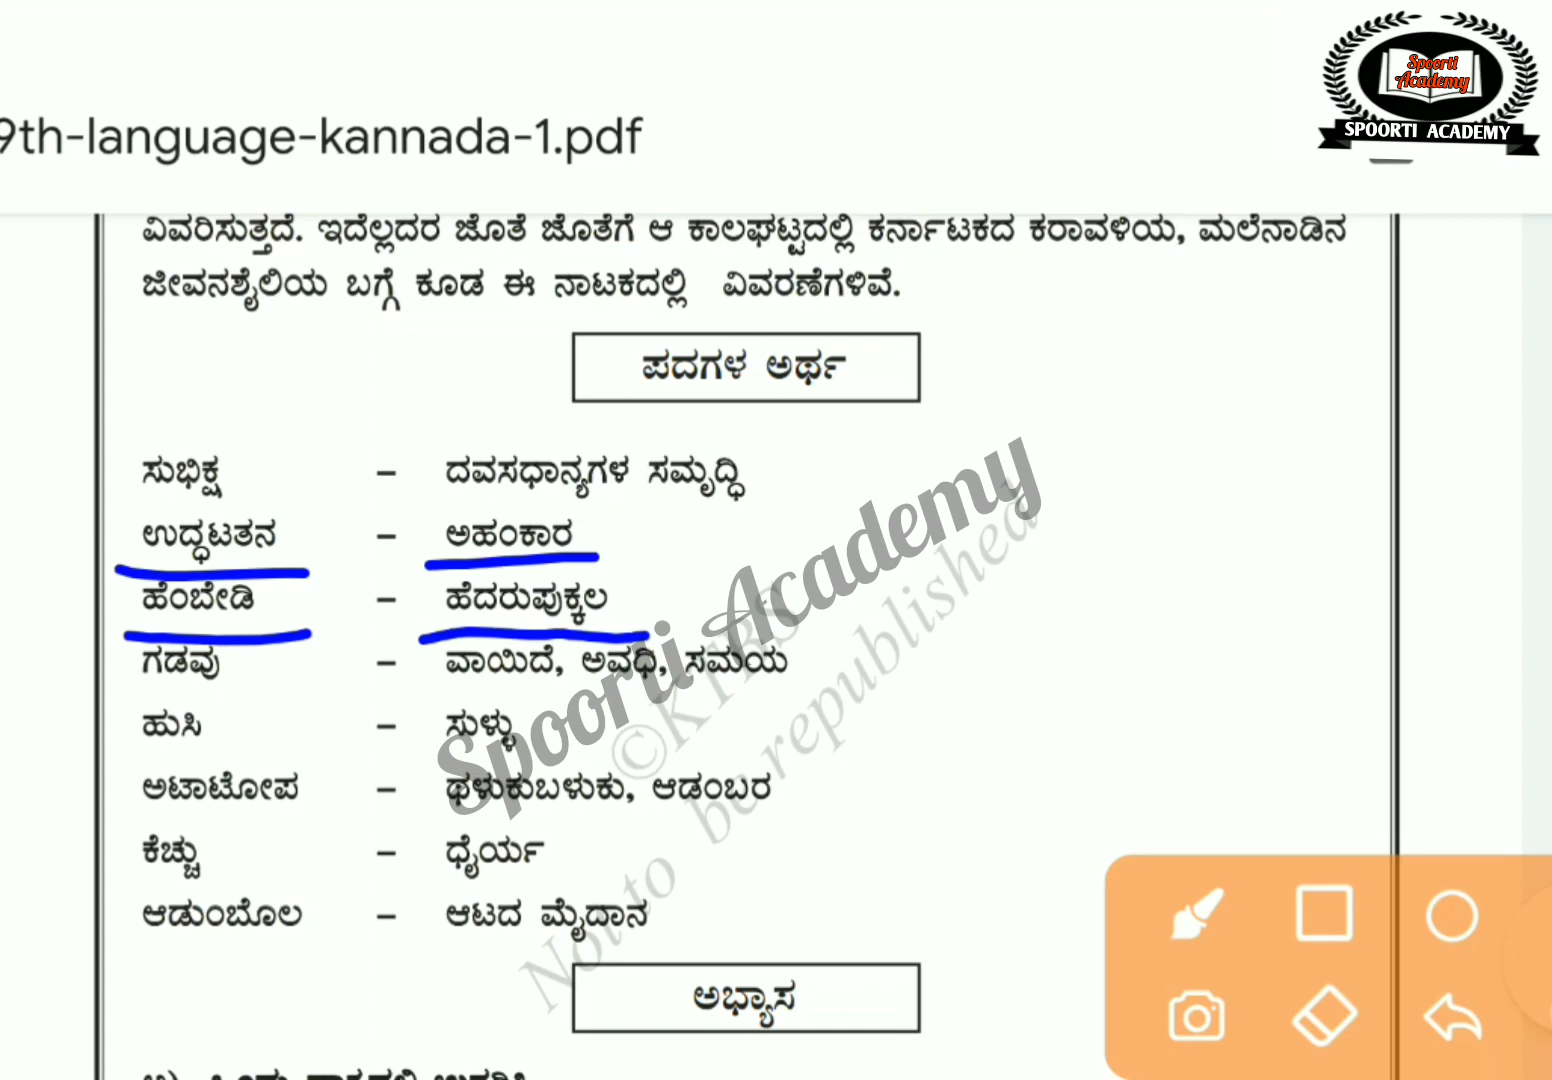 Spoorti
Academy
SPOORTI ACADEMY
9th-language-kannada-1.pdf
ವಿವರಿಸುತ್ತದೆ. ಇದೆಲ್ಲದರ ಜೊತೆ ಜೊತೆಗೆ ಆ ಕಾಲಘಟ್ಟದಲ್ಲಿ ಕರ್ನಾಟಕದ ಕರಾವಳಿಯ, ಮಲೆನಾಡಿನ
ಜೀವನಶೈಲಿಯ ಬಗ್ಗೆ ಕೂಡ ಈ ನಾಟಕದಲ್ಲಿ ವಿವರಣೆಗಳಿವೆ.
ಪದಗಳ ಅರ್ಥ
ಸುಭಿಕ್ಷ – ದವಸಧಾನ್ಯಗಳ ಸಮೃದ್ಧಿ
ಉದ್ಧಟತನ – ಅಹಂಕಾರ
ಹೆಂಬೇಡಿ – ಹೆದರುಪುಕ್ಕಲ
ಗಡವು – ವಾಯಿದೆ, ಅವಧಿ, ಸಮಯ
ಹುಸಿ – ಸುಳ್ಳು
ಅಟಾಟೋಪ – ಥಳುಕುಬಳುಕು, ಆಡಂಬರ
ಕೆಚ್ಚು – ಧೈರ್ಯ
ಆಡುಂಬೊಲ – ಆಟದ ಮೈದಾನ
Spoorti Academy
©KTBS
Not to be republished
ಅಭ್ಯಾಸ